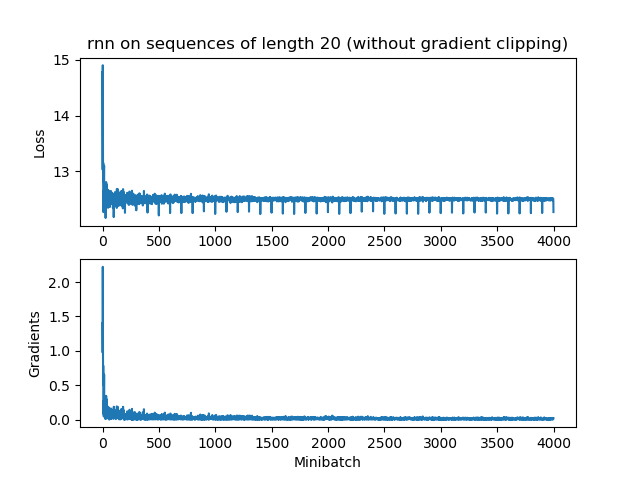 rnn on sequences of length 20 (without gradient clipping)
15
14
13
Loss
0 500 1000 1500 2000 2500 3000 3500 4000
2.0
1.5
1.0
0.5
0.0
Gradients
0 500 1000 1500 2000 2500 3000 3500 4000
Minibatch